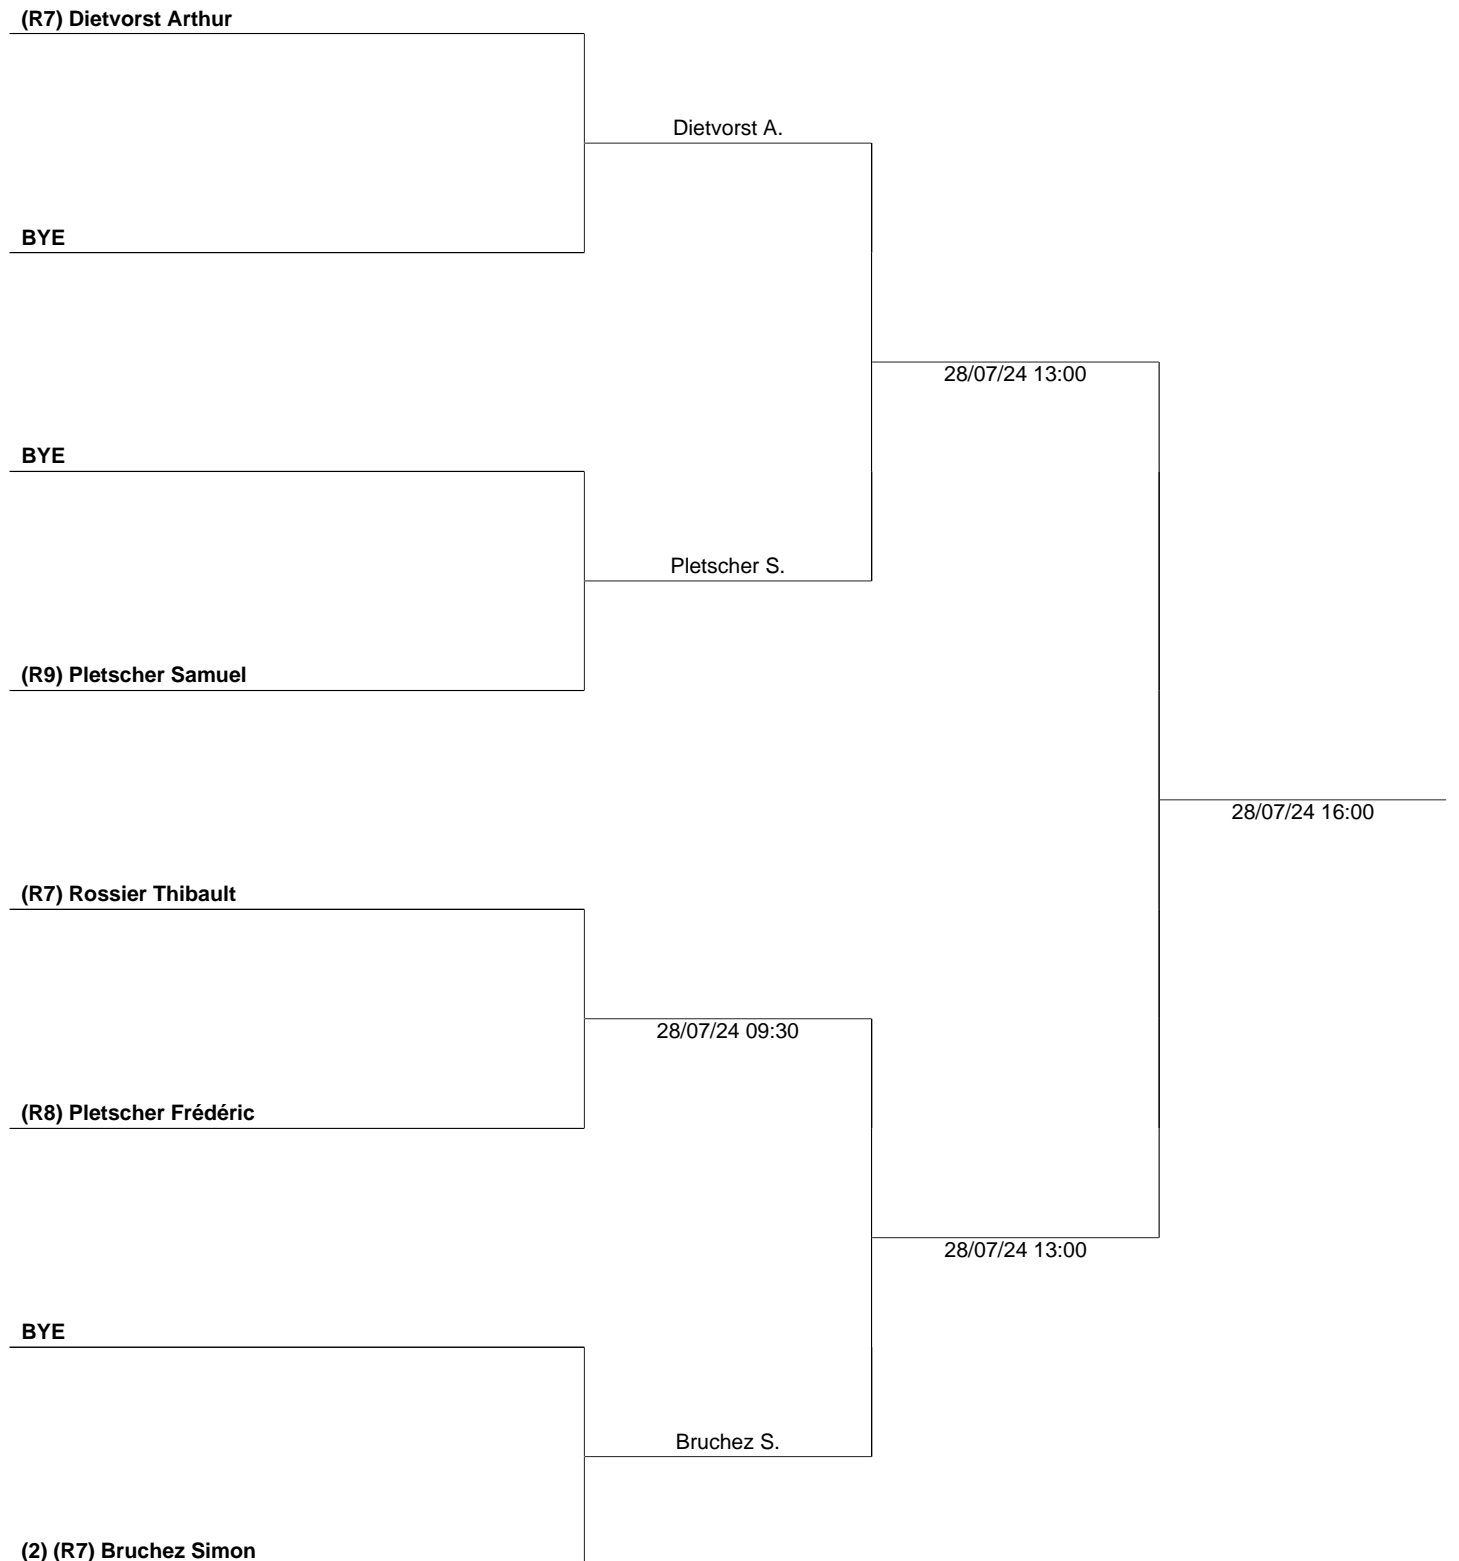 (R7) Dietvorst Arthur
Dietvorst A.
BYE
28/07/24 13:00
BYE
Pletscher S.
(R9) Pletscher Samuel
28/07/24 16:00
(R7) Rossier Thibault
28/07/24 09:30
(R8) Pletscher Frédéric
28/07/24 13:00
BYE
Bruchez S.
(2) (R7) Bruchez Simon